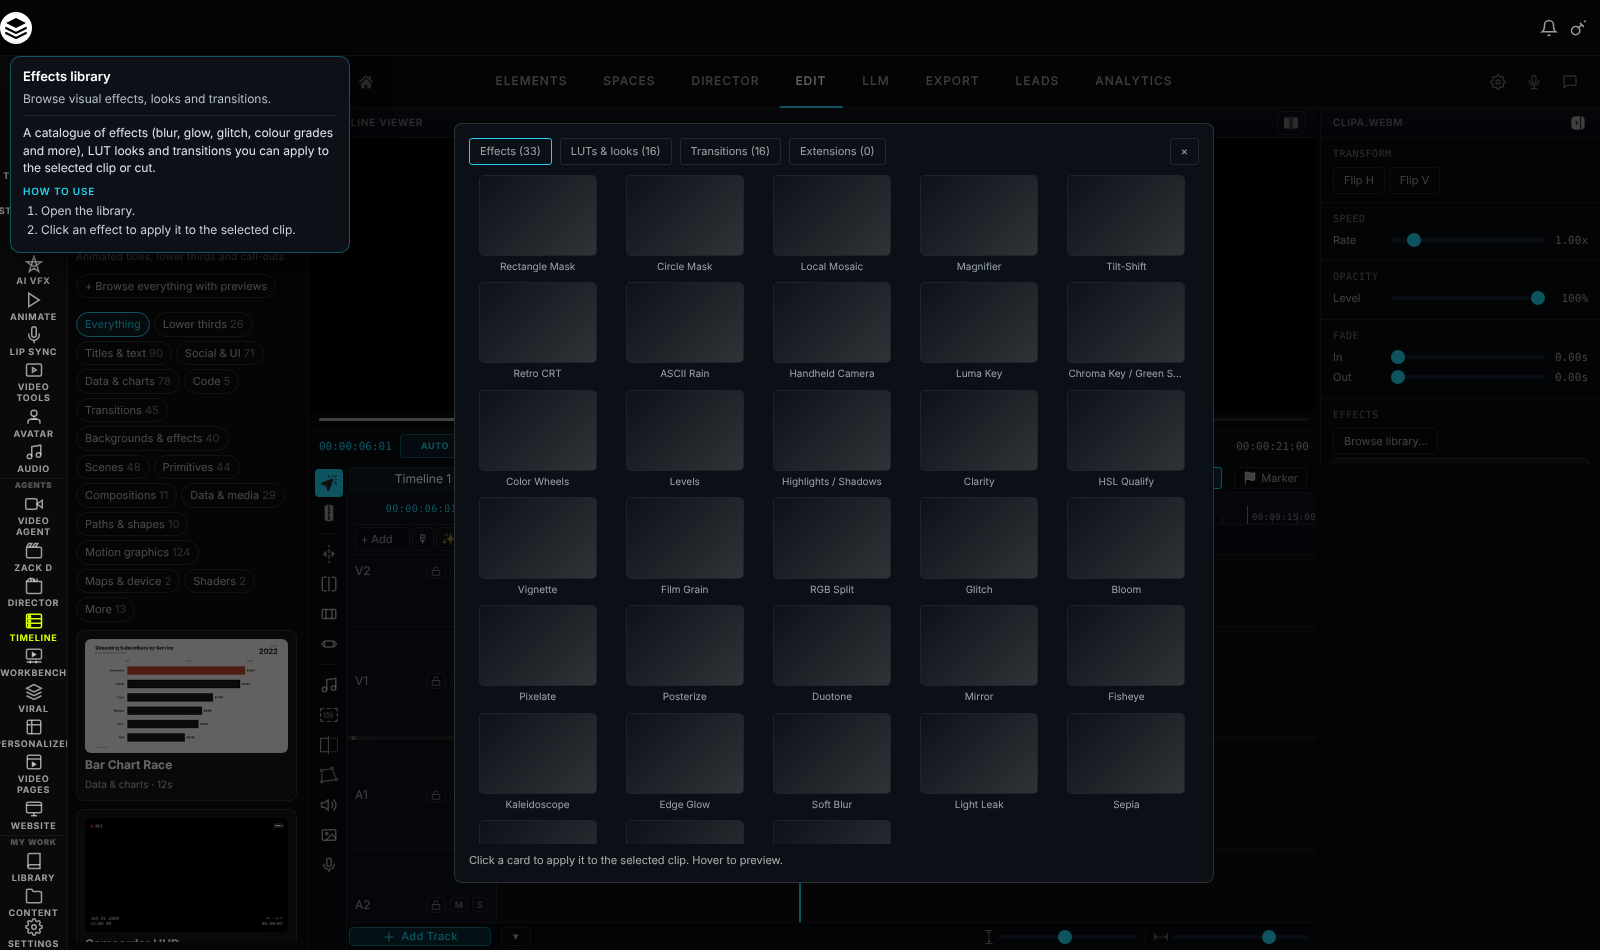 Effects library
Browse visual effects, looks and transitions.
A catalogue of effects (blur, glow, glitch, colour grades
and more), LUT looks and transitions you can apply to
the selected clip or cut.
HOW TO USE
1. Open the library.
2. Click an effect to apply it to the selected clip.
ELEMENTS
SPACES
DIRECTOR
EDIT
LLM
EXPORT
LEADS
ANALYTICS
LINE VIEWER
AI VFX
ANIMATE
LIP SYNC
VIDEO
TOOLS
AVATAR
AUDIO
AGENTS
VIDEO
AGENT
ZACK D
DIRECTOR
TIMELINE
WORKBENCH
VIRAL
PERSONALIZE
VIDEO
PAGES
WEBSITE
MY WORK
LIBRARY
CONTENT
SETTINGS
Animated titles, lower thirds and call-outs
+ Browse everything with previews
Everything
Lower thirds 26
Titles & text 90
Social & UI 71
Data & charts 78
Code 5
Transitions 45
Backgrounds & effects 40
Scenes 48
Primitives 44
Compositions 11
Data & media 29
Paths & shapes 10
Motion graphics 124
Maps & device 2
Shaders 2
More 13
Streaming Subscribers by Service
2022
Bar Chart Race
Data & charts · 12s
00:00:06:01
AUTO
Timeline 1
00:00:06:01
+ Add
V2
V1
A1
A2
M
S
+ Add Track
Effects (33)
LUTs & looks (16)
Transitions (16)
Extensions (0)
×
Rectangle Mask
Circle Mask
Local Mosaic
Magnifier
Tilt-Shift
Retro CRT
ASCII Rain
Handheld Camera
Luma Key
Chroma Key / Green S...
Color Wheels
Levels
Highlights / Shadows
Clarity
HSL Qualify
Vignette
Film Grain
RGB Split
Glitch
Bloom
Pixelate
Posterize
Duotone
Mirror
Fisheye
Kaleidoscope
Edge Glow
Soft Blur
Light Leak
Sepia
Click a card to apply it to the selected clip. Hover to preview.
00:00:21:00
Marker
00:00:15:00
CLIPA.WEBM
TRANSFORM
Flip H
Flip V
SPEED
Rate
1.00x
OPACITY
Level
100%
FADE
In
0.00s
Out
0.00s
EFFECTS
Browse library...